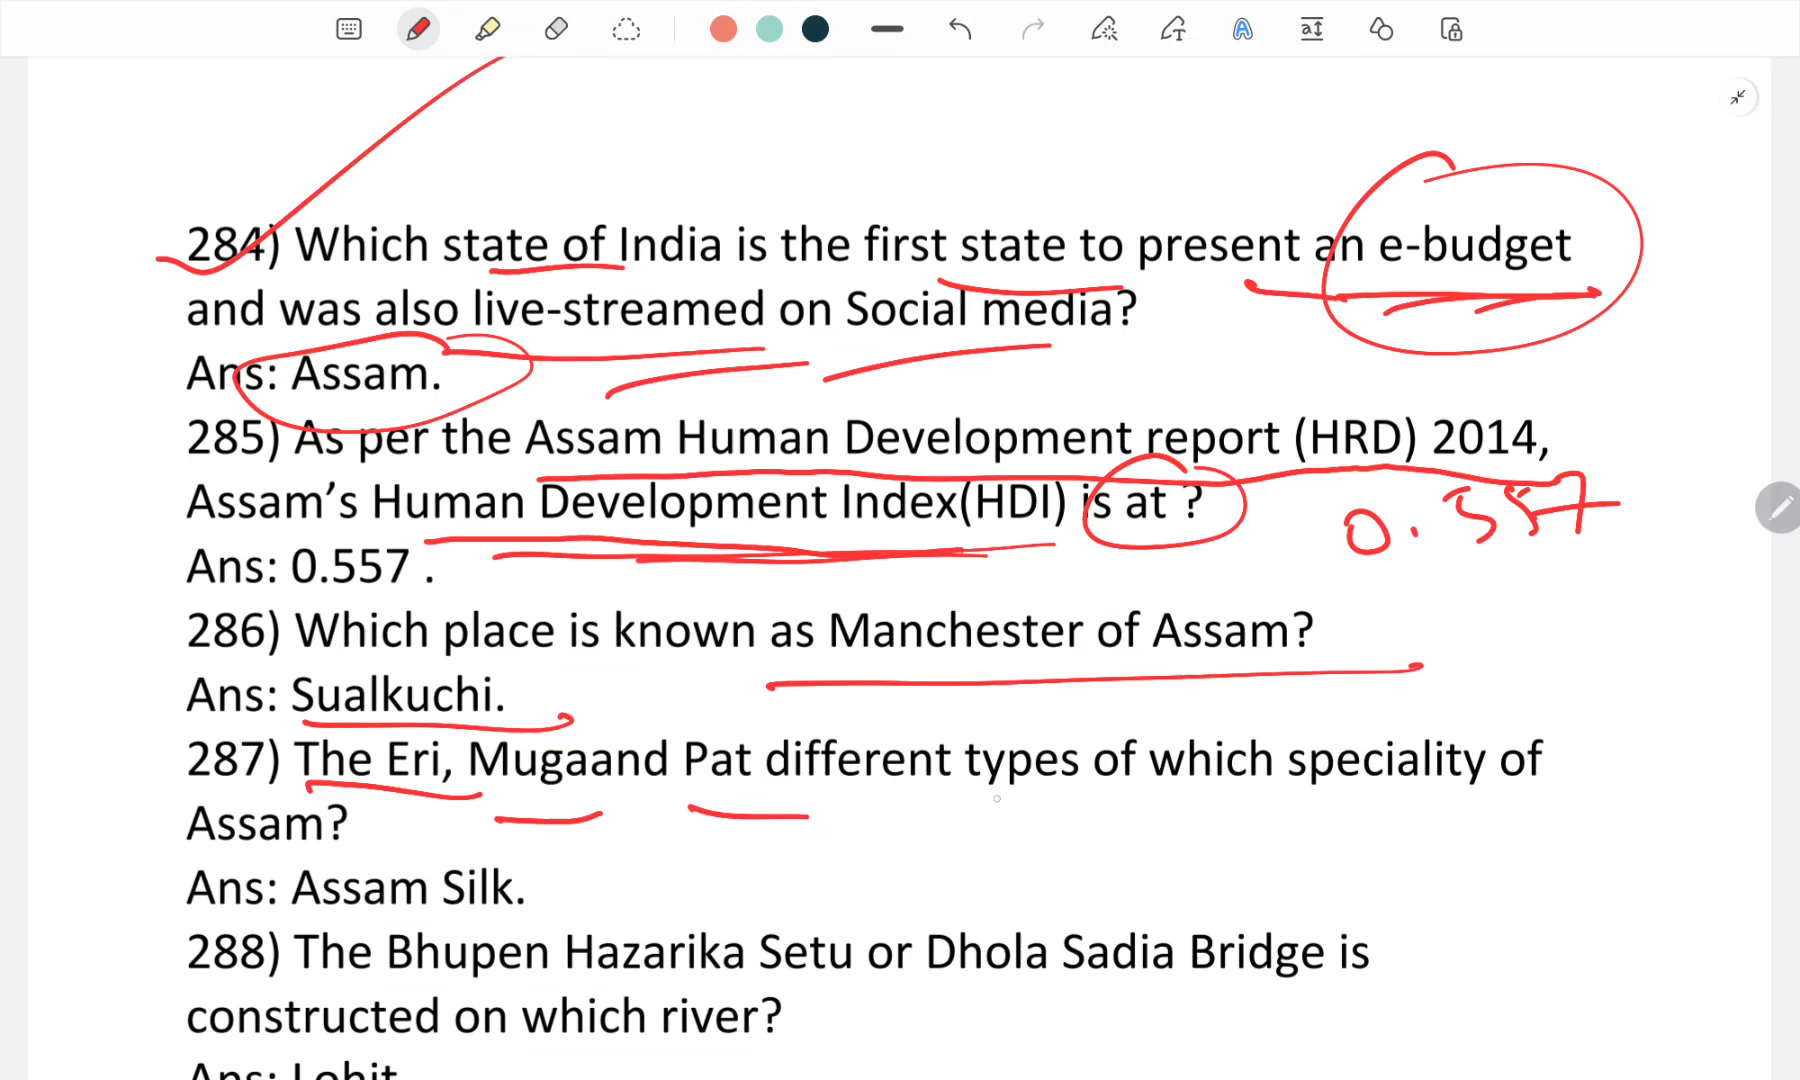 284) Which state of India is the first state to present an e-budget
and was also live-streamed on Social media?
Ans: Assam.
285) As per the Assam Human Development report (HRD) 2014,
Assam’s Human Development Index(HDI) is at ?
0.557
Ans: 0.557 .
286) Which place is known as Manchester of Assam?
Ans: Sualkuchi.
287) The Eri, Mugaand Pat different types of which speciality of
Assam?
Ans: Assam Silk.
288) The Bhupen Hazarika Setu or Dhola Sadia Bridge is
constructed on which river?
Ans: Lohit